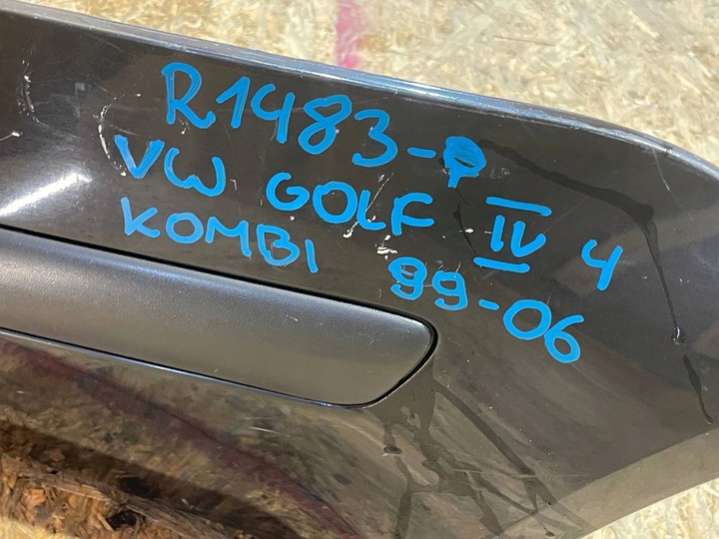 R1483-P
VW GOLF IV 4
KOMBI 99-06